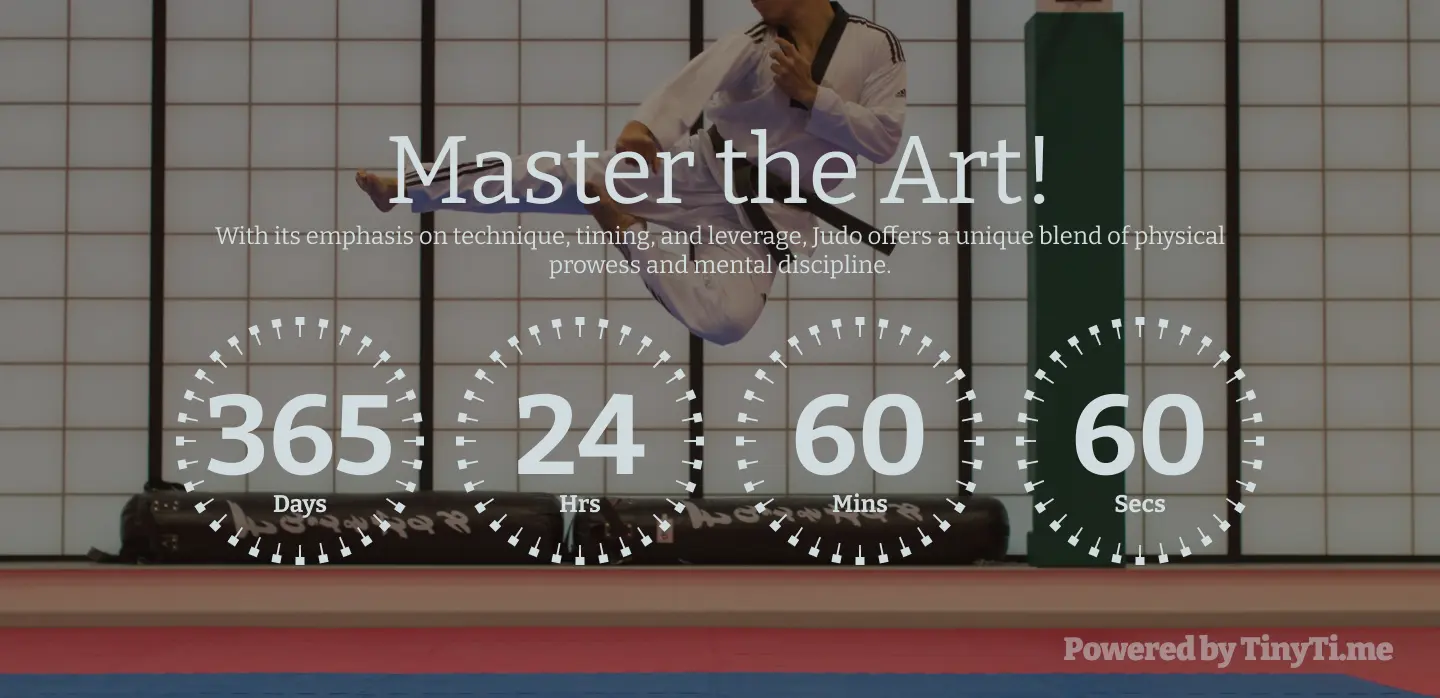 Master the Art!
With its emphasis on technique, timing, and leverage, Judo offers a unique blend of physical
prowess and mental discipline.
365
Days
24
Hrs
60
Mins
60
Secs
Powered by TinyTi.me